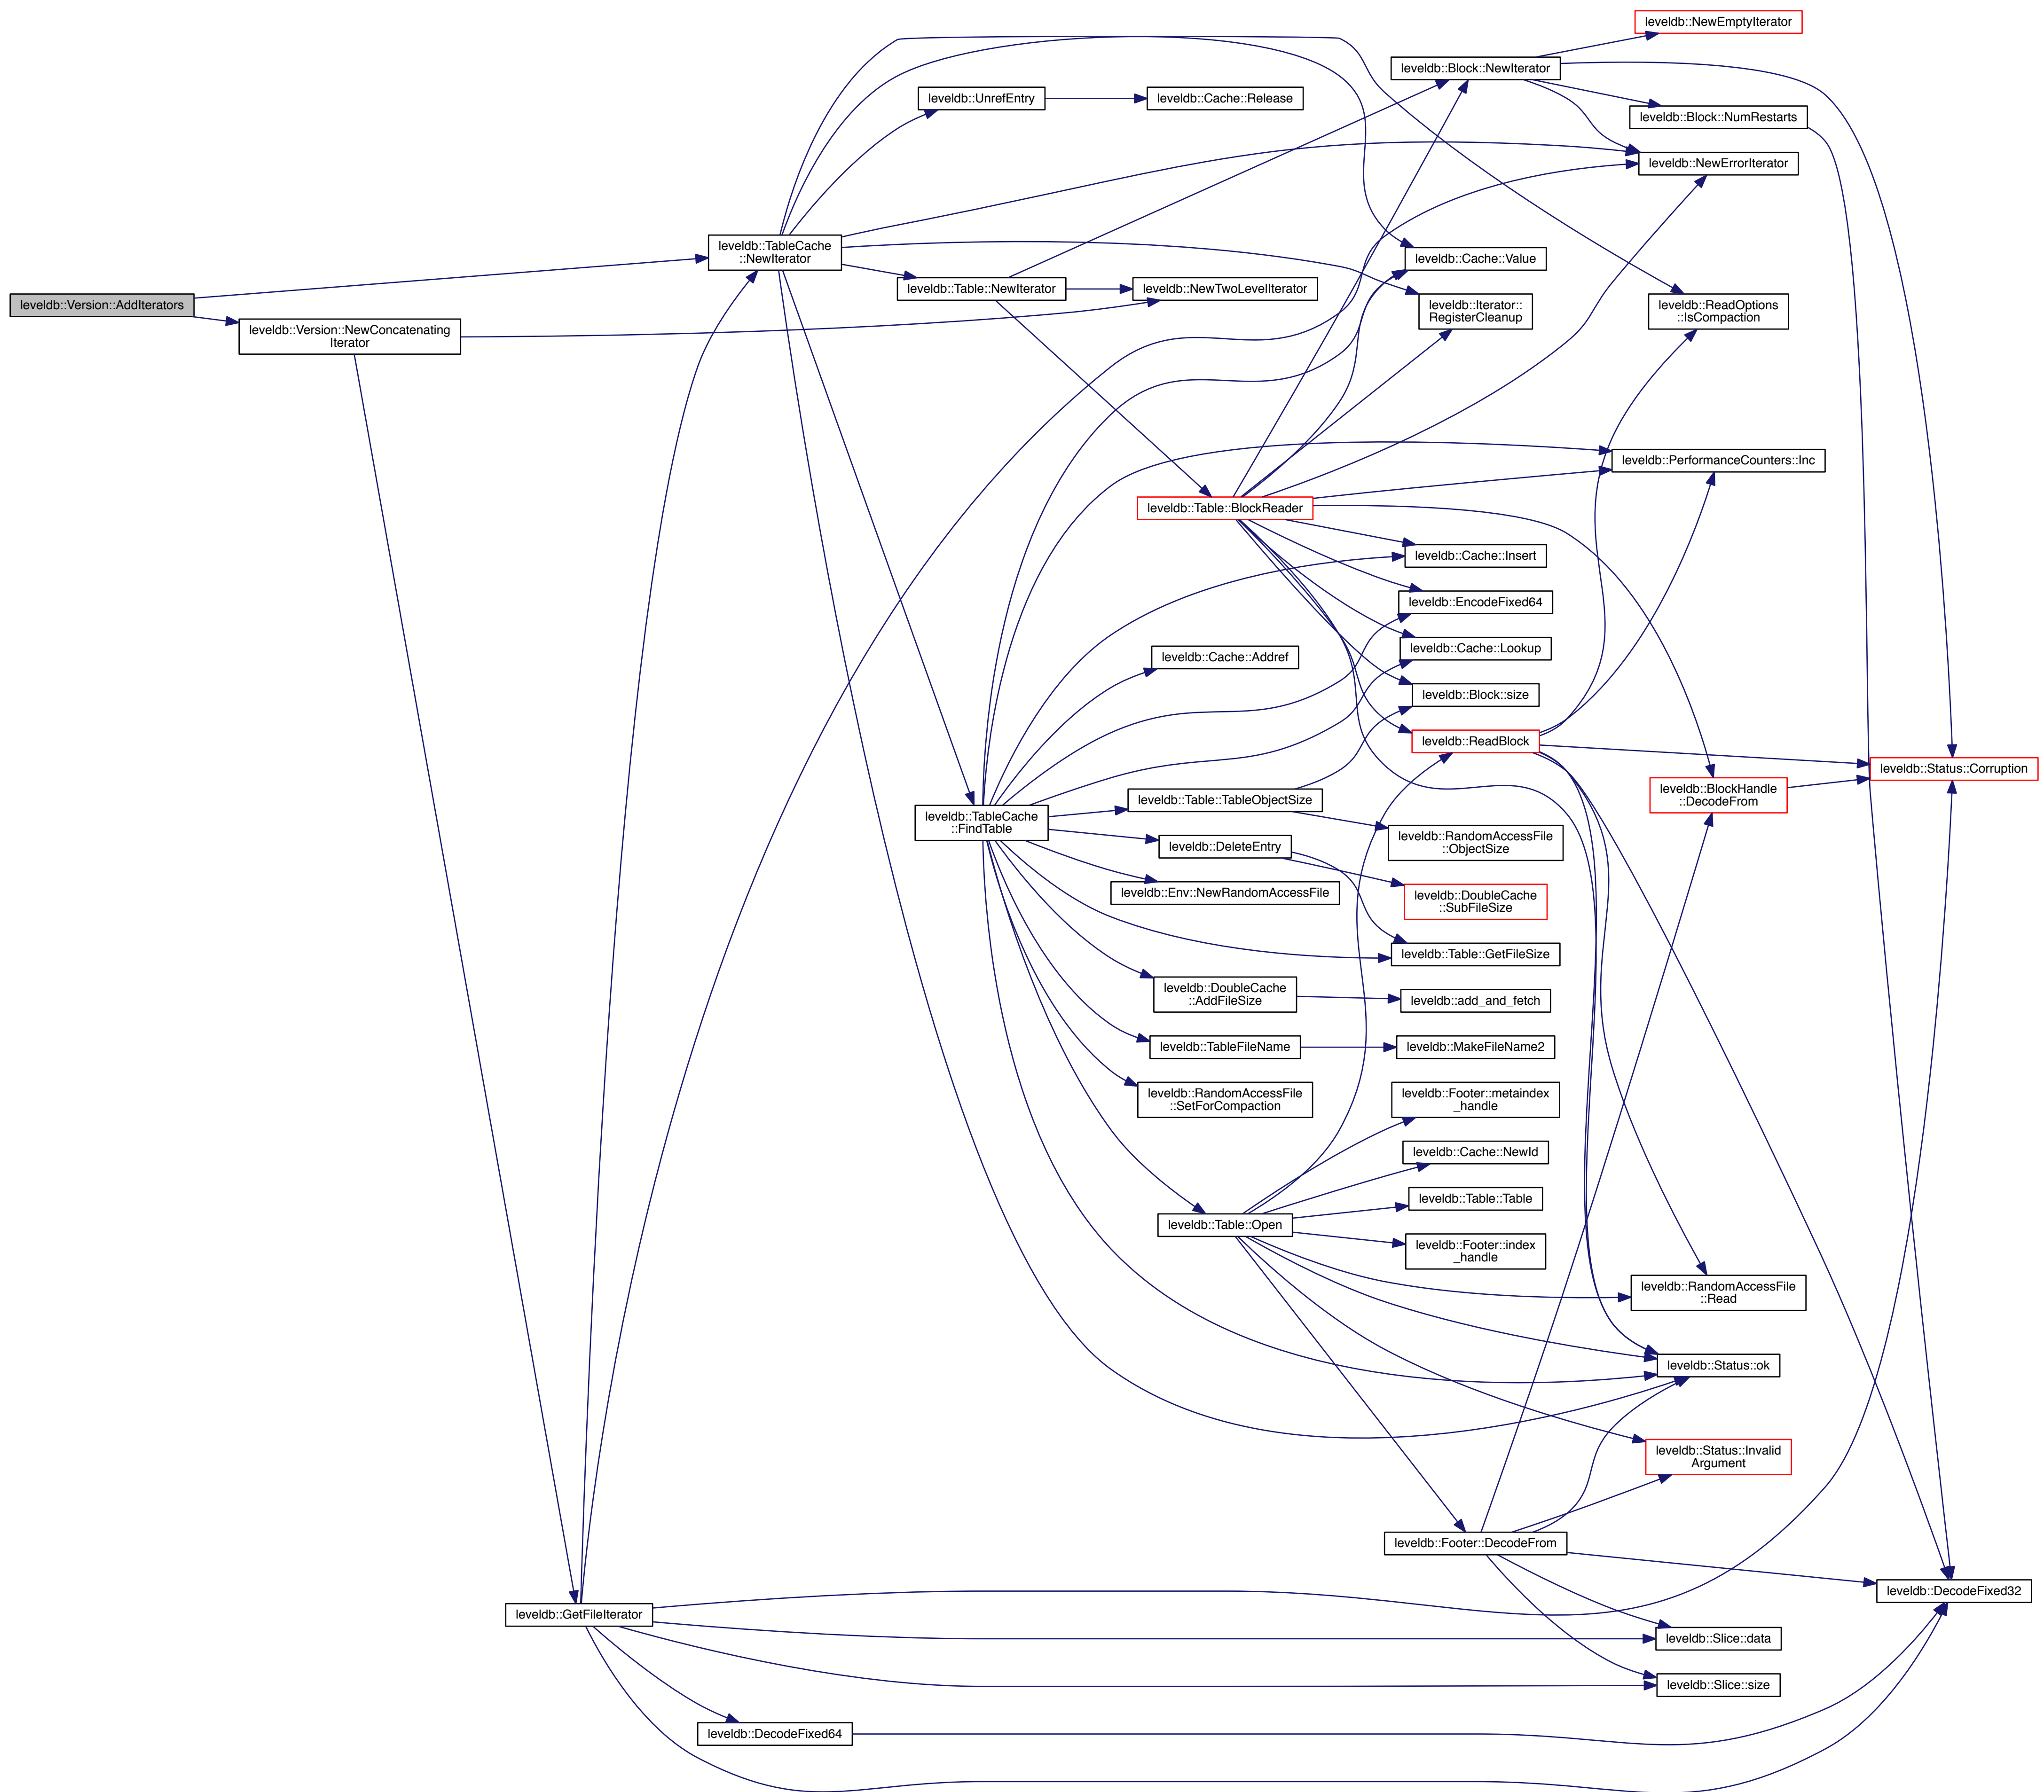 leveldb::NewEmptyIterator
leveldb::Block::NewIterator
leveldb::UnrefEntry
leveldb::Cache::Release
leveldb::Block::NumRestarts
leveldb::NewErrorIterator
leveldb::TableCache
::NewIterator
leveldb::Cache::Value
leveldb::Table::NewIterator
leveldb::NewTwoLevelIterator
leveldb::Version::AddIterators
leveldb::Iterator::
RegisterCleanup
leveldb::ReadOptions
::IsCompaction
leveldb::Version::NewConcatenating
Iterator
leveldb::PerformanceCounters::Inc
leveldb::Table::BlockReader
leveldb::Cache::Insert
leveldb::EncodeFixed64
leveldb::Cache::Lookup
leveldb::Cache::Addref
leveldb::Block::size
leveldb::ReadBlock
leveldb::Status::Corruption
leveldb::BlockHandle
::DecodeFrom
leveldb::Table::TableObjectSize
leveldb::TableCache
::FindTable
leveldb::RandomAccessFile
::ObjectSize
leveldb::DeleteEntry
leveldb::Env::NewRandomAccessFile
leveldb::DoubleCache
::SubFileSize
leveldb::Table::GetFileSize
leveldb::DoubleCache
::AddFileSize
leveldb::add_and_fetch
leveldb::TableFileName
leveldb::MakeFileName2
leveldb::RandomAccessFile
::SetForCompaction
leveldb::Footer::metaindex
_handle
leveldb::Cache::NewId
leveldb::Table::Table
leveldb::Table::Open
leveldb::Footer::index
_handle
leveldb::RandomAccessFile
::Read
leveldb::Status::ok
leveldb::Status::Invalid
Argument
leveldb::Footer::DecodeFrom
leveldb::DecodeFixed32
leveldb::GetFileIterator
leveldb::Slice::data
leveldb::Slice::size
leveldb::DecodeFixed64